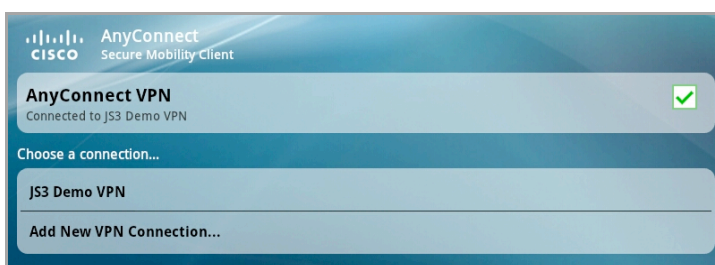 CISCO
AnyConnect
Secure Mobility Client
AnyConnect VPN
Connected to JS3 Demo VPN
Choose a connection...
JS3 Demo VPN
Add New VPN Connection...